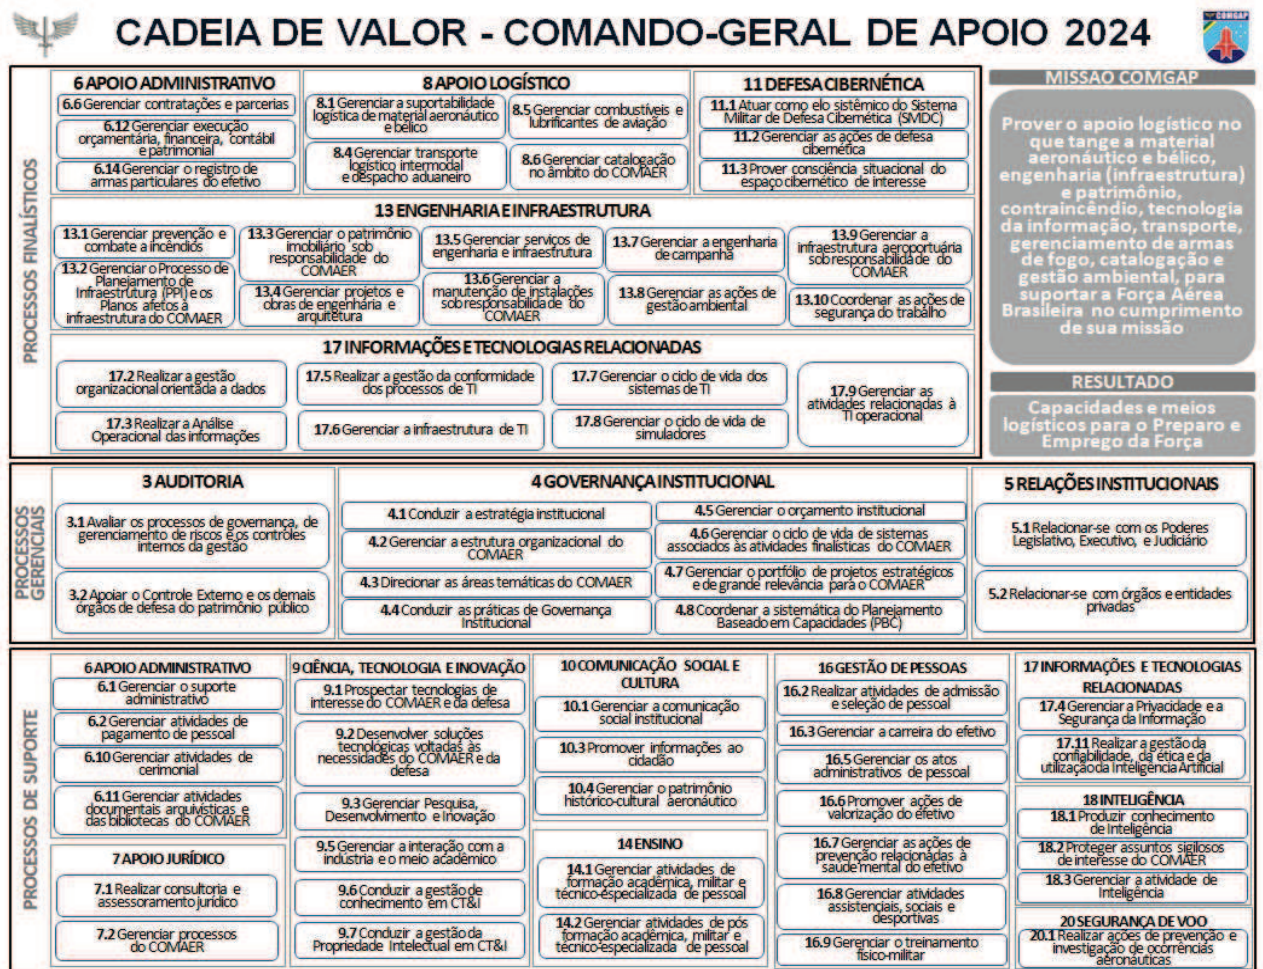 CADEIA DE VALOR - COMANDO-GERAL DE APOIO 2024
COMGAP
PROCESSOS FINALÍSTICOS
6 APOIO ADMINISTRATIVO
6.6 Gerenciar contratações e parcerias
6.12 Gerenciar execução
orçamentária, financeira, contábil
e patrimonial
6.14 Gerenciar o registro de
armas particulares do efetivo
8 APOIO LOGÍSTICO
8.1 Gerenciar a suportabilidade
logística de material aeronáutico
e bélico
8.4 Gerenciar transporte
logístico intermodal
e despacho aduaneiro
8.5 Gerenciar combustíveis e
lubrificantes de aviação
8.6 Gerenciar catalogação
no âmbito do COMAER
11 DEFESA CIBERNÉTICA
11.1 Atuar como elo sistêmico do Sistema
Militar de Defesa Cibernética (SMDC)
11.2 Gerenciar as ações de defesa
cibernética
11.3 Prover consciência situacional do
espaço cibernético de interesse
13 ENGENHARIA E INFRAESTRUTURA
13.1 Gerenciar prevenção e
combate a incêndios
13.2 Gerenciar o Processo de
Planejamento de
Infraestrutura (PPI) e os
Planos afetos à
infraestrutura do COMAER
13.3 Gerenciar o patrimônio
imobiliário sob
responsabilidade do
COMAER
13.4 Gerenciar projetos e
obras de engenharia e
arquitetura
13.5 Gerenciar serviços de
engenharia e infraestrutura
13.6 Gerenciar a
manutenção de instalações
sob responsabilidade do
COMAER
13.7 Gerenciar a engenharia
de campanha
13.8 Gerenciar as ações de
gestão ambiental
13.9 Gerenciar a
infraestrutura aeroportuária
sob responsabilidade do
COMAER
13.10 Coordenar as ações de
segurança do trabalho
17 INFORMAÇÕES E TECNOLOGIAS RELACIONADAS
17.2 Realizar a gestão
organizacional orientada a dados
17.3 Realizar a Análise
Operacional das informações
17.5 Realizar a gestão da conformidade
dos processos de TI
17.6 Gerenciar a infraestrutura de TI
17.7 Gerenciar o ciclo de vida dos
sistemas de TI
17.8 Gerenciar o ciclo de vida de
simuladores
17.9 Gerenciar as
atividades relacionadas à
TI operacional
MISSAO COMGAP
Prover o apoio logístico no
que tange a material
aeronáutico e bélico,
engenharia (infraestrutura)
e patrimônio,
contraincêndio, tecnologia
da informação, transporte,
gerenciamento de armas
de fogo, catalogação e
gestão ambiental, para
suportar a Força Aérea
Brasileira no cumprimento
de sua missão
RESULTADO
Capacidades e meios
logísticos para o Preparo e
Emprego da Força
PROCESSOS
GERENCIAIS
3 AUDITORIA
3.1 Avaliar os processos de governança, de
gerenciamento de riscos e os controles
internos da gestão
3.2 Apoiar o Controle Externo e os demais
órgãos de defesa do patrimônio público
4 GOVERNANÇA INSTITUCIONAL
4.1 Conduzir a estratégia institucional
4.2 Gerenciar a estrutura organizacional do
COMAER
4.3 Direcionar as áreas temáticas do COMAER
4.4 Conduzir as práticas de Governança
Institucional
4.5 Gerenciar o orçamento institucional
4.6 Gerenciar o ciclo de vida de sistemas
associados às atividades finalísticas do COMAER
4.7 Gerenciar o portfólio de projetos estratégicos
e de grande relevância para o COMAER
4.8 Coordenar a sistemática do Planejamento
Baseado em Capacidades (PBC)
5 RELAÇÕES INSTITUCIONAIS
5.1 Relacionar-se com os Poderes
Legislativo, Executivo, e Judiciário
5.2 Relacionar-se com órgãos e entidades
privadas
PROCESSOS DE SUPORTE
6 APOIO ADMINISTRATIVO
6.1 Gerenciar o suporte
administrativo
6.2 Gerenciar atividades de
pagamento de pessoal
6.10 Gerenciar atividades de
cerimonial
6.11 Gerenciar atividades
documentais arquivísticas e
das bibliotecas do COMAER
7 APOIO JURÍDICO
7.1 Realizar consultoria e
assessoramento jurídico
7.2 Gerenciar processos
do COMAER
9 CIÊNCIA, TECNOLOGIA E INOVAÇÃO
9.1 Prospectar tecnologias de
interesse do COMAER e da defesa
9.2 Desenvolver soluções
tecnológicas voltadas às
necessidades do COMAER e da
defesa
9.3 Gerenciar Pesquisa,
Desenvolvimento e Inovação
9.5 Gerenciar a interação com a
indústria e o meio acadêmico
9.6 Conduzir a gestão de
conhecimento em CT&I
9.7 Conduzir a gestão da
Propriedade Intelectual em CT&I
10 COMUNICAÇÃO SOCIAL E
CULTURA
10.1 Gerenciar a comunicação
social institucional
10.3 Promover informações ao
cidadão
10.4 Gerenciar o patrimônio
histórico-cultural aeronáutico
14 ENSINO
14.1 Gerenciar atividades de
formação acadêmica, militar e
técnico-especializada de pessoal
14.2 Gerenciar atividades de pós
formação acadêmica, militar e
técnico-especializada de pessoal
16 GESTÃO DE PESSOAS
16.2 Realizar atividades de admissão
e seleção de pessoal
16.3 Gerenciar a carreira do efetivo
16.5 Gerenciar os atos
administrativos de pessoal
16.6 Promover ações de
valorização do efetivo
16.7 Gerenciar as ações de
prevenção relacionadas à
saúde mental do efetivo
16.8 Gerenciar atividades
assistenciais, sociais e
desportivas
16.9 Gerenciar o treinamento
físico-militar
17 INFORMAÇÕES E TECNOLOGIAS
RELACIONADAS
17.4 Gerenciar a Privacidade e a
Segurança da Informação
17.11 Realizar a gestão da
confiabilidade, da ética e da
utilização da Inteligência Artificial
18 INTELIGÊNCIA
18.1 Produzir conhecimento
de Inteligência
18.2 Proteger assuntos sigilosos
de interesse do COMAER
18.3 Gerenciar a atividade de
Inteligência
20 SEGURANÇA DE VOO
20.1 Realizar ações de prevenção e
investigação de ocorrências
aeronáuticas